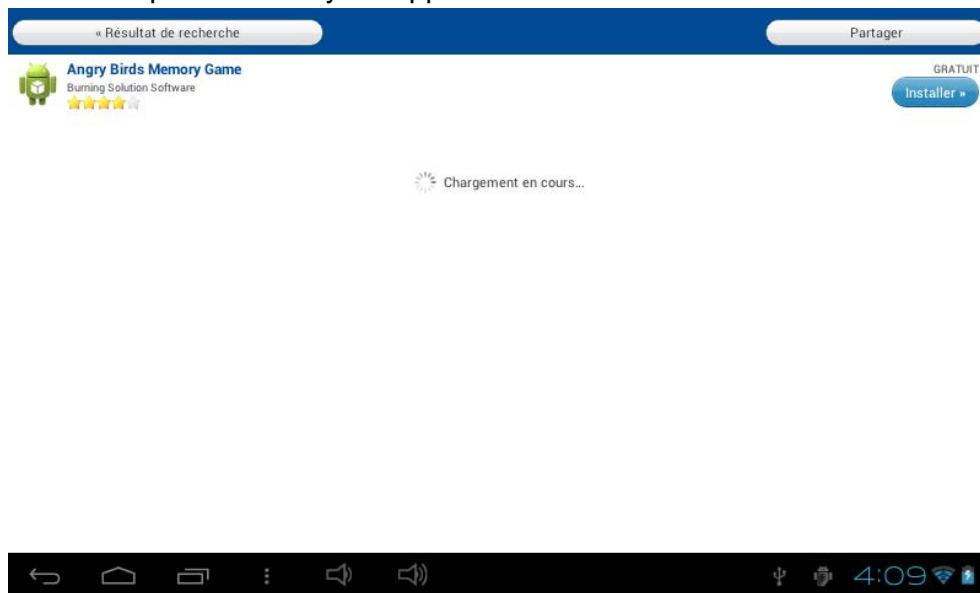 « Résultat de recherche
Partager
Angry Birds Memory Game
GRATUIT
Burning Solution Software
Installer »
Chargement en cours...
4:09